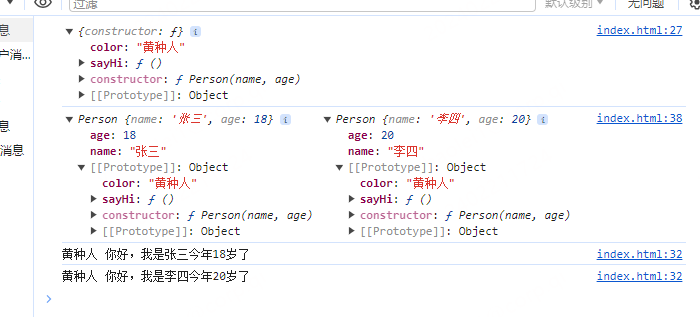 过滤 默认级别 无问题
息
{constructor: ƒ} i index.html:27
户消... color: "黄种人"
sayHi: ƒ ()
constructor: ƒ Person(name, age)
[[Prototype]]: Object
Person {name: '张三', age: 18} i Person {name: '李四', age: 20} i index.html:38
息
age: 18 age: 20
name: "张三" name: "李四"
消息
[[Prototype]]: Object [[Prototype]]: Object
color: "黄种人" color: "黄种人"
sayHi: ƒ () sayHi: ƒ ()
constructor: ƒ Person(name, age) constructor: ƒ Person(name, age)
[[Prototype]]: Object [[Prototype]]: Object
黄种人 你好，我是张三今年18岁了 index.html:32
黄种人 你好，我是李四今年20岁了 index.html:32